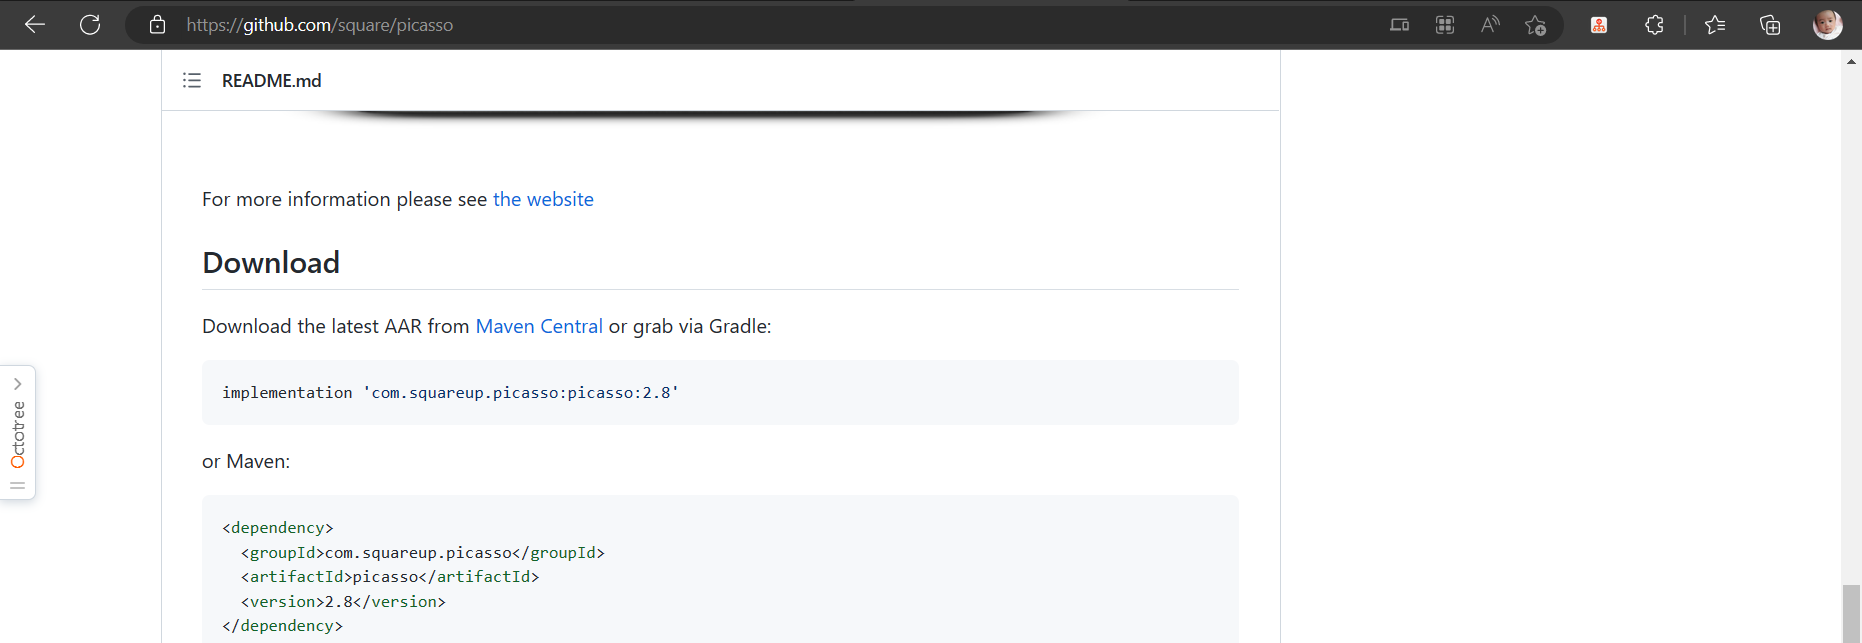 https://github.com/square/picasso
README.md
For more information please see the website
Download
Download the latest AAR from Maven Central or grab via Gradle:
implementation 'com.squareup.picasso:picasso:2.8'
or Maven:
<dependency>
  <groupId>com.squareup.picasso</groupId>
  <artifactId>picasso</artifactId>
  <version>2.8</version>
</dependency>
Octotree